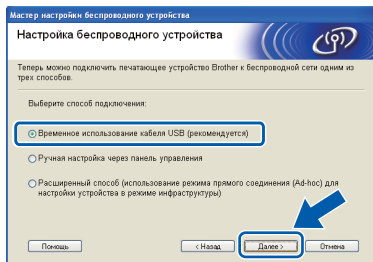 Мастер настройки беспроводного устройства
Настройка беспроводного устройства
Теперь можно подключить печатающее устройство Brother к беспроводной сети одним из
трех способов.
Выберите способ подключения:
Временное использование кабеля USB (рекомендуется)
Ручная настройка через панель управления
Расширенный способ (использование режима прямого соединения (Ad-hoc) для
настройки устройства в режиме инфраструктуры)
Помощь < Назад Далее > Отмена